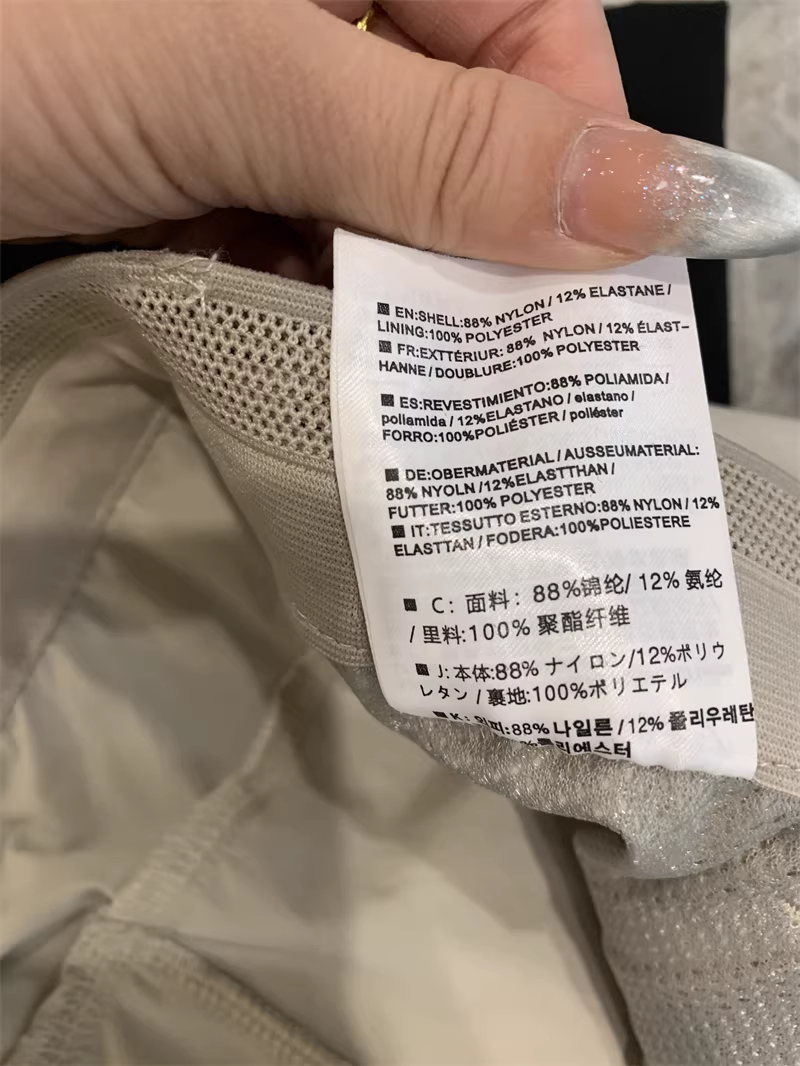 EN:SHELL:88% NYLON / 12% ELASTANE /
LINING:100% POLYESTER
FR:EXTTÉRIUR: 88% NYLON / 12% ÉLAST-
HANNE / DOUBLURE:100% POLYESTER
ES:REVESTIMIENTO:88% POLIAMIDA/
poliamida / 12%ELASTANO / elastano /
FORRO:100%POLIÉSTER / poliéster
DE:OBERMATERIAL / AUSSEUMATERIAL:
88% NYOLN /12%ELASTTHAN /
FUTTER:100% POLYESTER
IT:TESSUTTO ESTERNO:88% NYLON / 12%
ELASTTAN / FODERA:100%POLIESTERE
C: 面料: 88%锦纶/ 12% 氨纶
/ 里料:100% 聚酯纤维
J: 本体:88% ナイロン/12%ポリウ
レタン / 裏地:100%ポリエテル
K: 외피:88% 나일론 / 12% 폴리우레탄